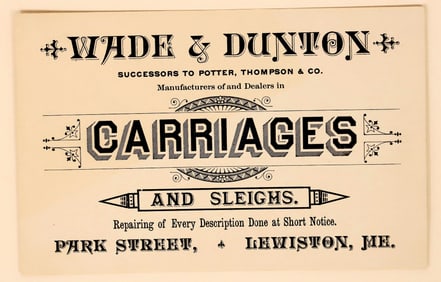 WADE & DUNTON
SUCCESSORS TO POTTER, THOMPSON & CO.
Manufacturers of and Dealers in
CARRIAGES
AND SLEIGHS.
Repairing of Every Description Done at Short Notice.
PARK STREET, LEWISTON, ME.